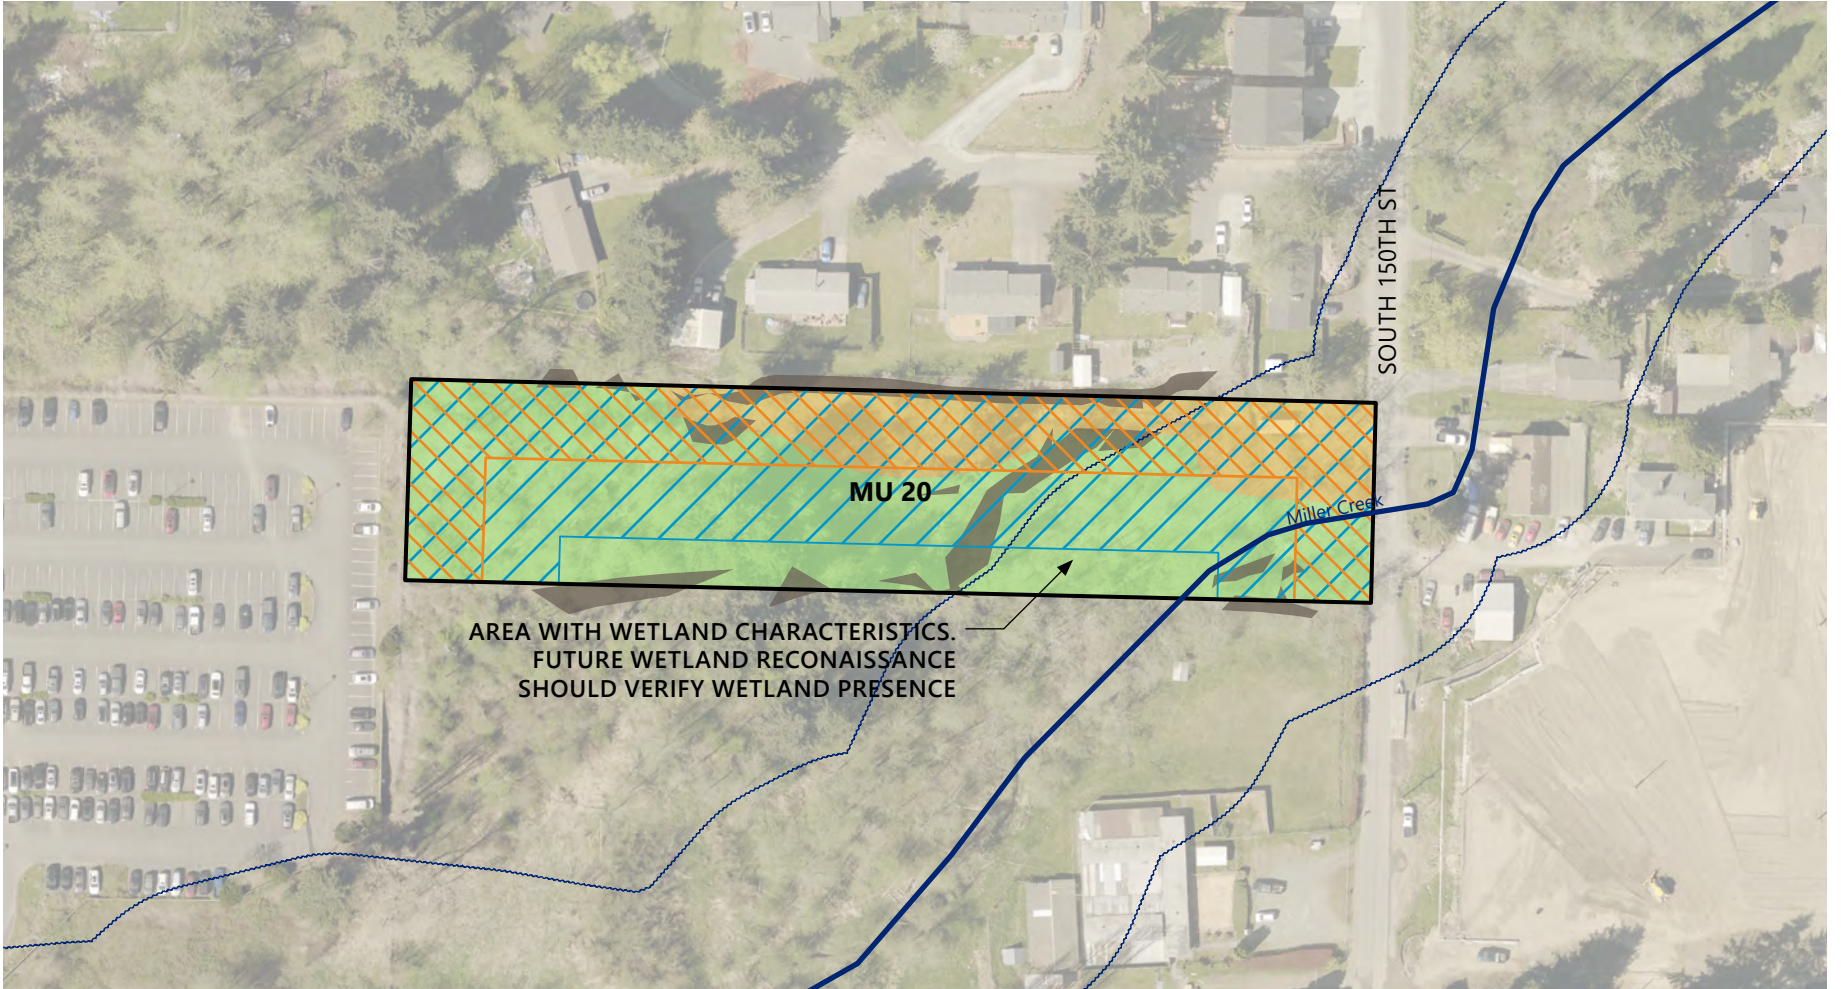 SOUTH 150TH ST
MU 20
Miller Creek
AREA WITH WETLAND CHARACTERISTICS.
FUTURE WETLAND RECONAISSANCE
SHOULD VERIFY WETLAND PRESENCE